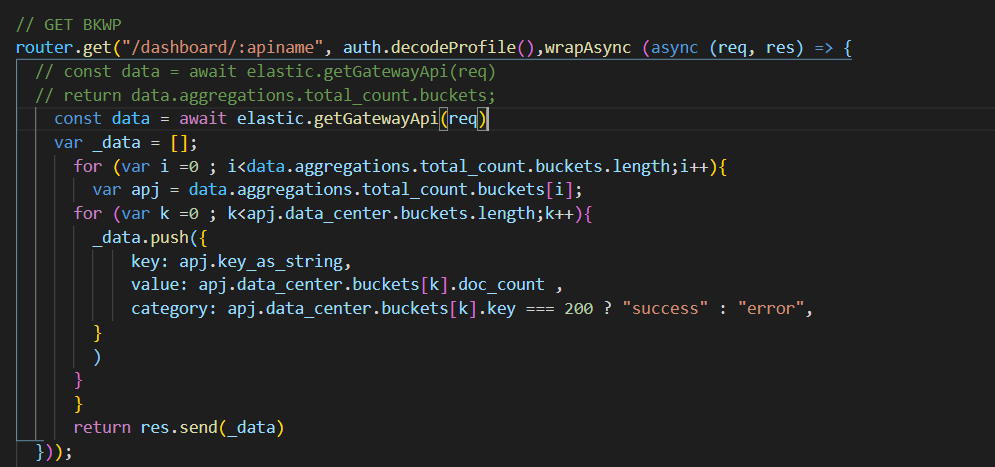 // GET BKWP
router.get("/dashboard/:apiname", auth.decodeProfile(),wrapAsync (async (req, res) => {
// const data = await elastic.getGatewayApi(req)
// return data.aggregations.total_count.buckets;
const data = await elastic.getGatewayApi(req)
var _data = [];
for (var i =0 ; i<data.aggregations.total_count.buckets.length;i++){
var apj = data.aggregations.total_count.buckets[i];
for (var k =0 ; k<apj.data_center.buckets.length;k++){
_data.push({
key: apj.key_as_string,
value: apj.data_center.buckets[k].doc_count ,
category: apj.data_center.buckets[k].key === 200 ? "success" : "error",
}
)
}
}
return res.send(_data)
}));